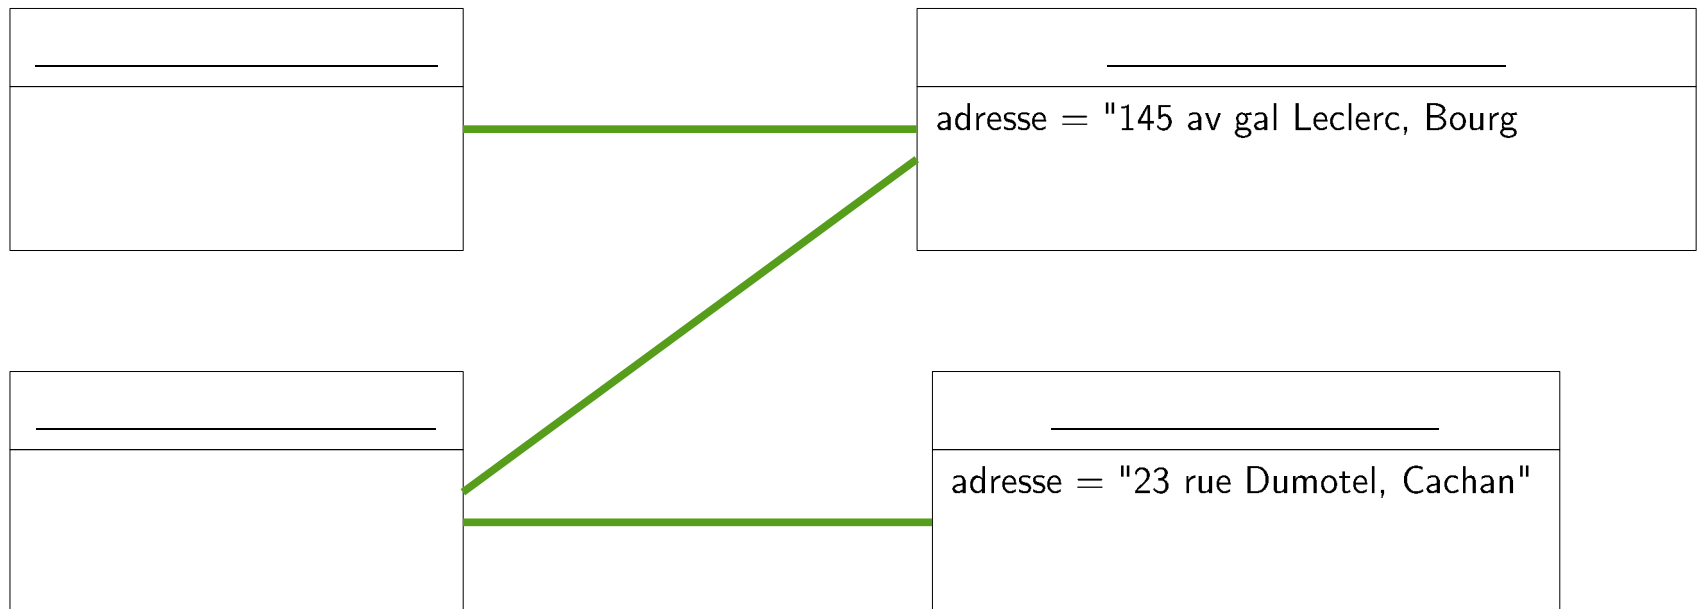 adresse = "145 av gal Leclerc, Bourg
adresse = "23 rue Dumotel, Cachan"